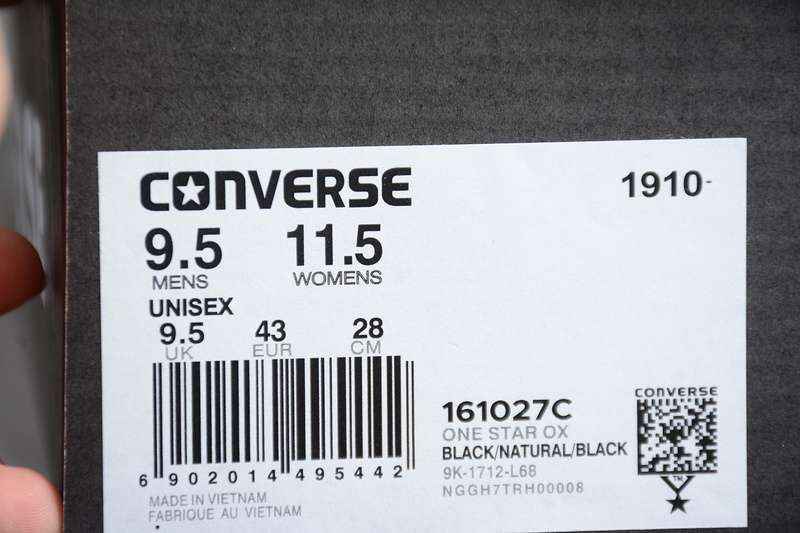 CONVERSE
1910-
9.5 11.5
MENS WOMENS
UNISEX
9.5 43 28
UK EUR CM
6 902014 495442
MADE IN VIETNAM
FABRIQUE AU VIETNAM
161027C
ONE STAR OX
BLACK/NATURAL/BLACK
9K-1712-L68
NGGH7TRH00008
CONVERSE
TM